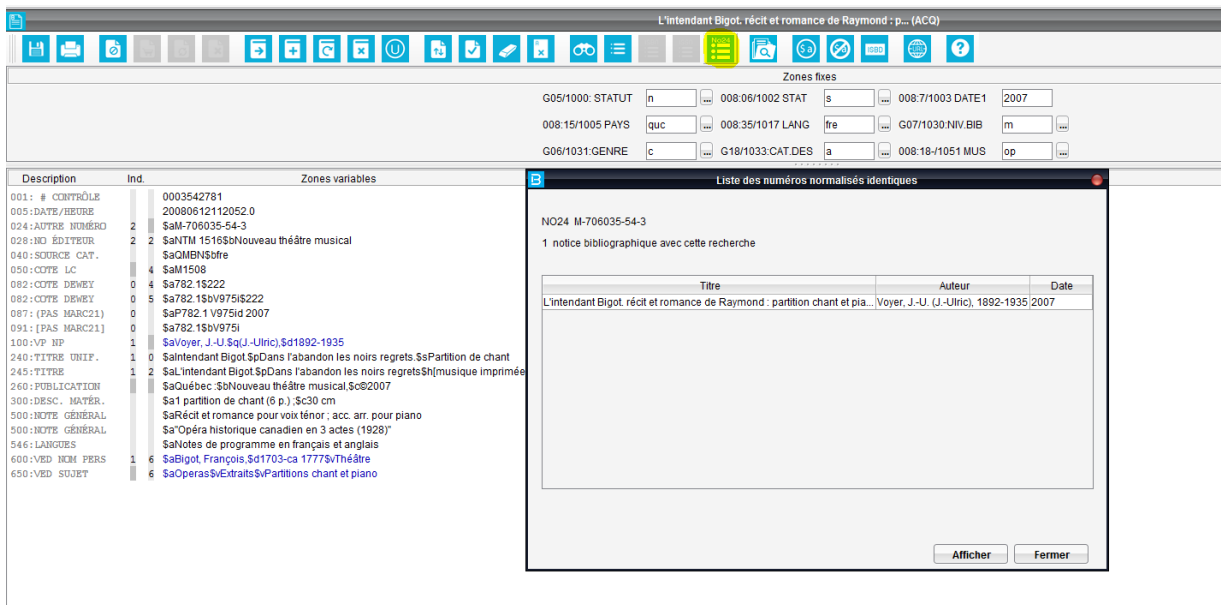 L'intendant Bigot. récit et romance de Raymond : p... (ACQ)
No24 $a $a ISBD URL ?
Zones fixes
G05/1000: STATUT n ... 008:06/1002 STAT s ... 008:7/1003 DATE1 2007
008:15/1005 PAYS quc ... 008:35/1017 LANG fre ... G07/1030:NIV.BIB m ...
G06/1031:GENRE c ... G18/1033:CAT.DES a ... 008:18-/1051 MUS op ...
Description Ind. Zones variables
001: # CONTRÔLE 0003542781
005:DATE/HEURE 20080612112052.0
024:AUTRE NUMÉRO 2 $aM-706035-54-3
028:NO ÉDITEUR 2 2 $aNTM 1516$bNouveau théâtre musical
040:SOURCE CAT. $aQMBN$bfre
050:COTE LC 4 $aM1508
082:COTE DEWEY 0 4 $a782.1$222
082:COTE DEWEY 0 5 $a782.1$bV975i$222
087:(PAS MARC21) 0 $aP782.1 V975id 2007
091:[PAS MARC21] 0 $a782.1$bV975i
100:VP NP 1 $aVoyer, J.-U.$q(J.-Ulric),$d1892-1935
240:TITRE UNIF. 1 0 $aIntendant Bigot.$pDans l'abandon les noirs regrets.$sPartition de chant
245:TITRE 1 2 $aL'intendant Bigot.$pDans l'abandon les noirs regrets$h[musique imprimée
260:PUBLICATION $aQuébec :$bNouveau théâtre musical,$c©2007
300:DESC. MATÉR. $a1 partition de chant (6 p.) ;$c30 cm
500:NOTE GÉNÉRAL $aRécit et romance pour voix ténor ; acc. arr. pour piano
500:NOTE GÉNÉRAL $a"Opéra historique canadien en 3 actes (1928)"
546:LANGUES $aNotes de programme en français et anglais
600:VED NOM PERS 1 6 $aBigot, François,$d1703-ca 1777$vThéâtre
650:VED SUJET 6 $aOperas$vExtraits$vPartitions chant et piano
B Liste des numéros normalisés identiques
NO24 M-706035-54-3
1 notice bibliographique avec cette recherche
Titre Auteur Date
L'intendant Bigot. récit et romance de Raymond : partition chant et pia... Voyer, J.-U. (J.-Ulric), 1892-1935 2007
Afficher Fermer